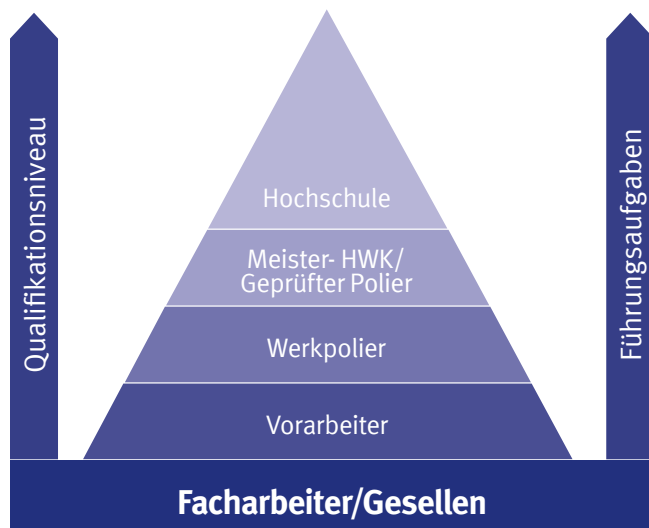 Qualifikationsniveau
Führungsaufgaben
Hochschule
Meister- HWK/
Geprüfter Polier
Werkpolier
Vorarbeiter
Facharbeiter/Gesellen